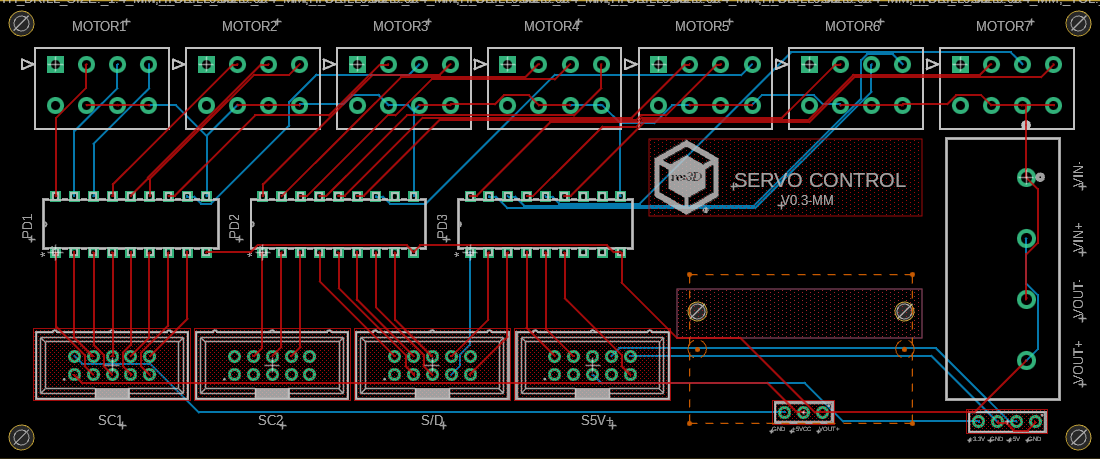 MOTOR1 MOTOR2 MOTOR3 MOTOR4 MOTOR5 MOTOR6 MOTOR7
re:3D
SERVO CONTROL
V0.3-MM
VIN-
VIN+
VOUT-
VOUT+
PD1 PD2 PD3
SC1 SC2 S/D S5V
GND +5VCC VOUT+
+3.3V GND +5V GND